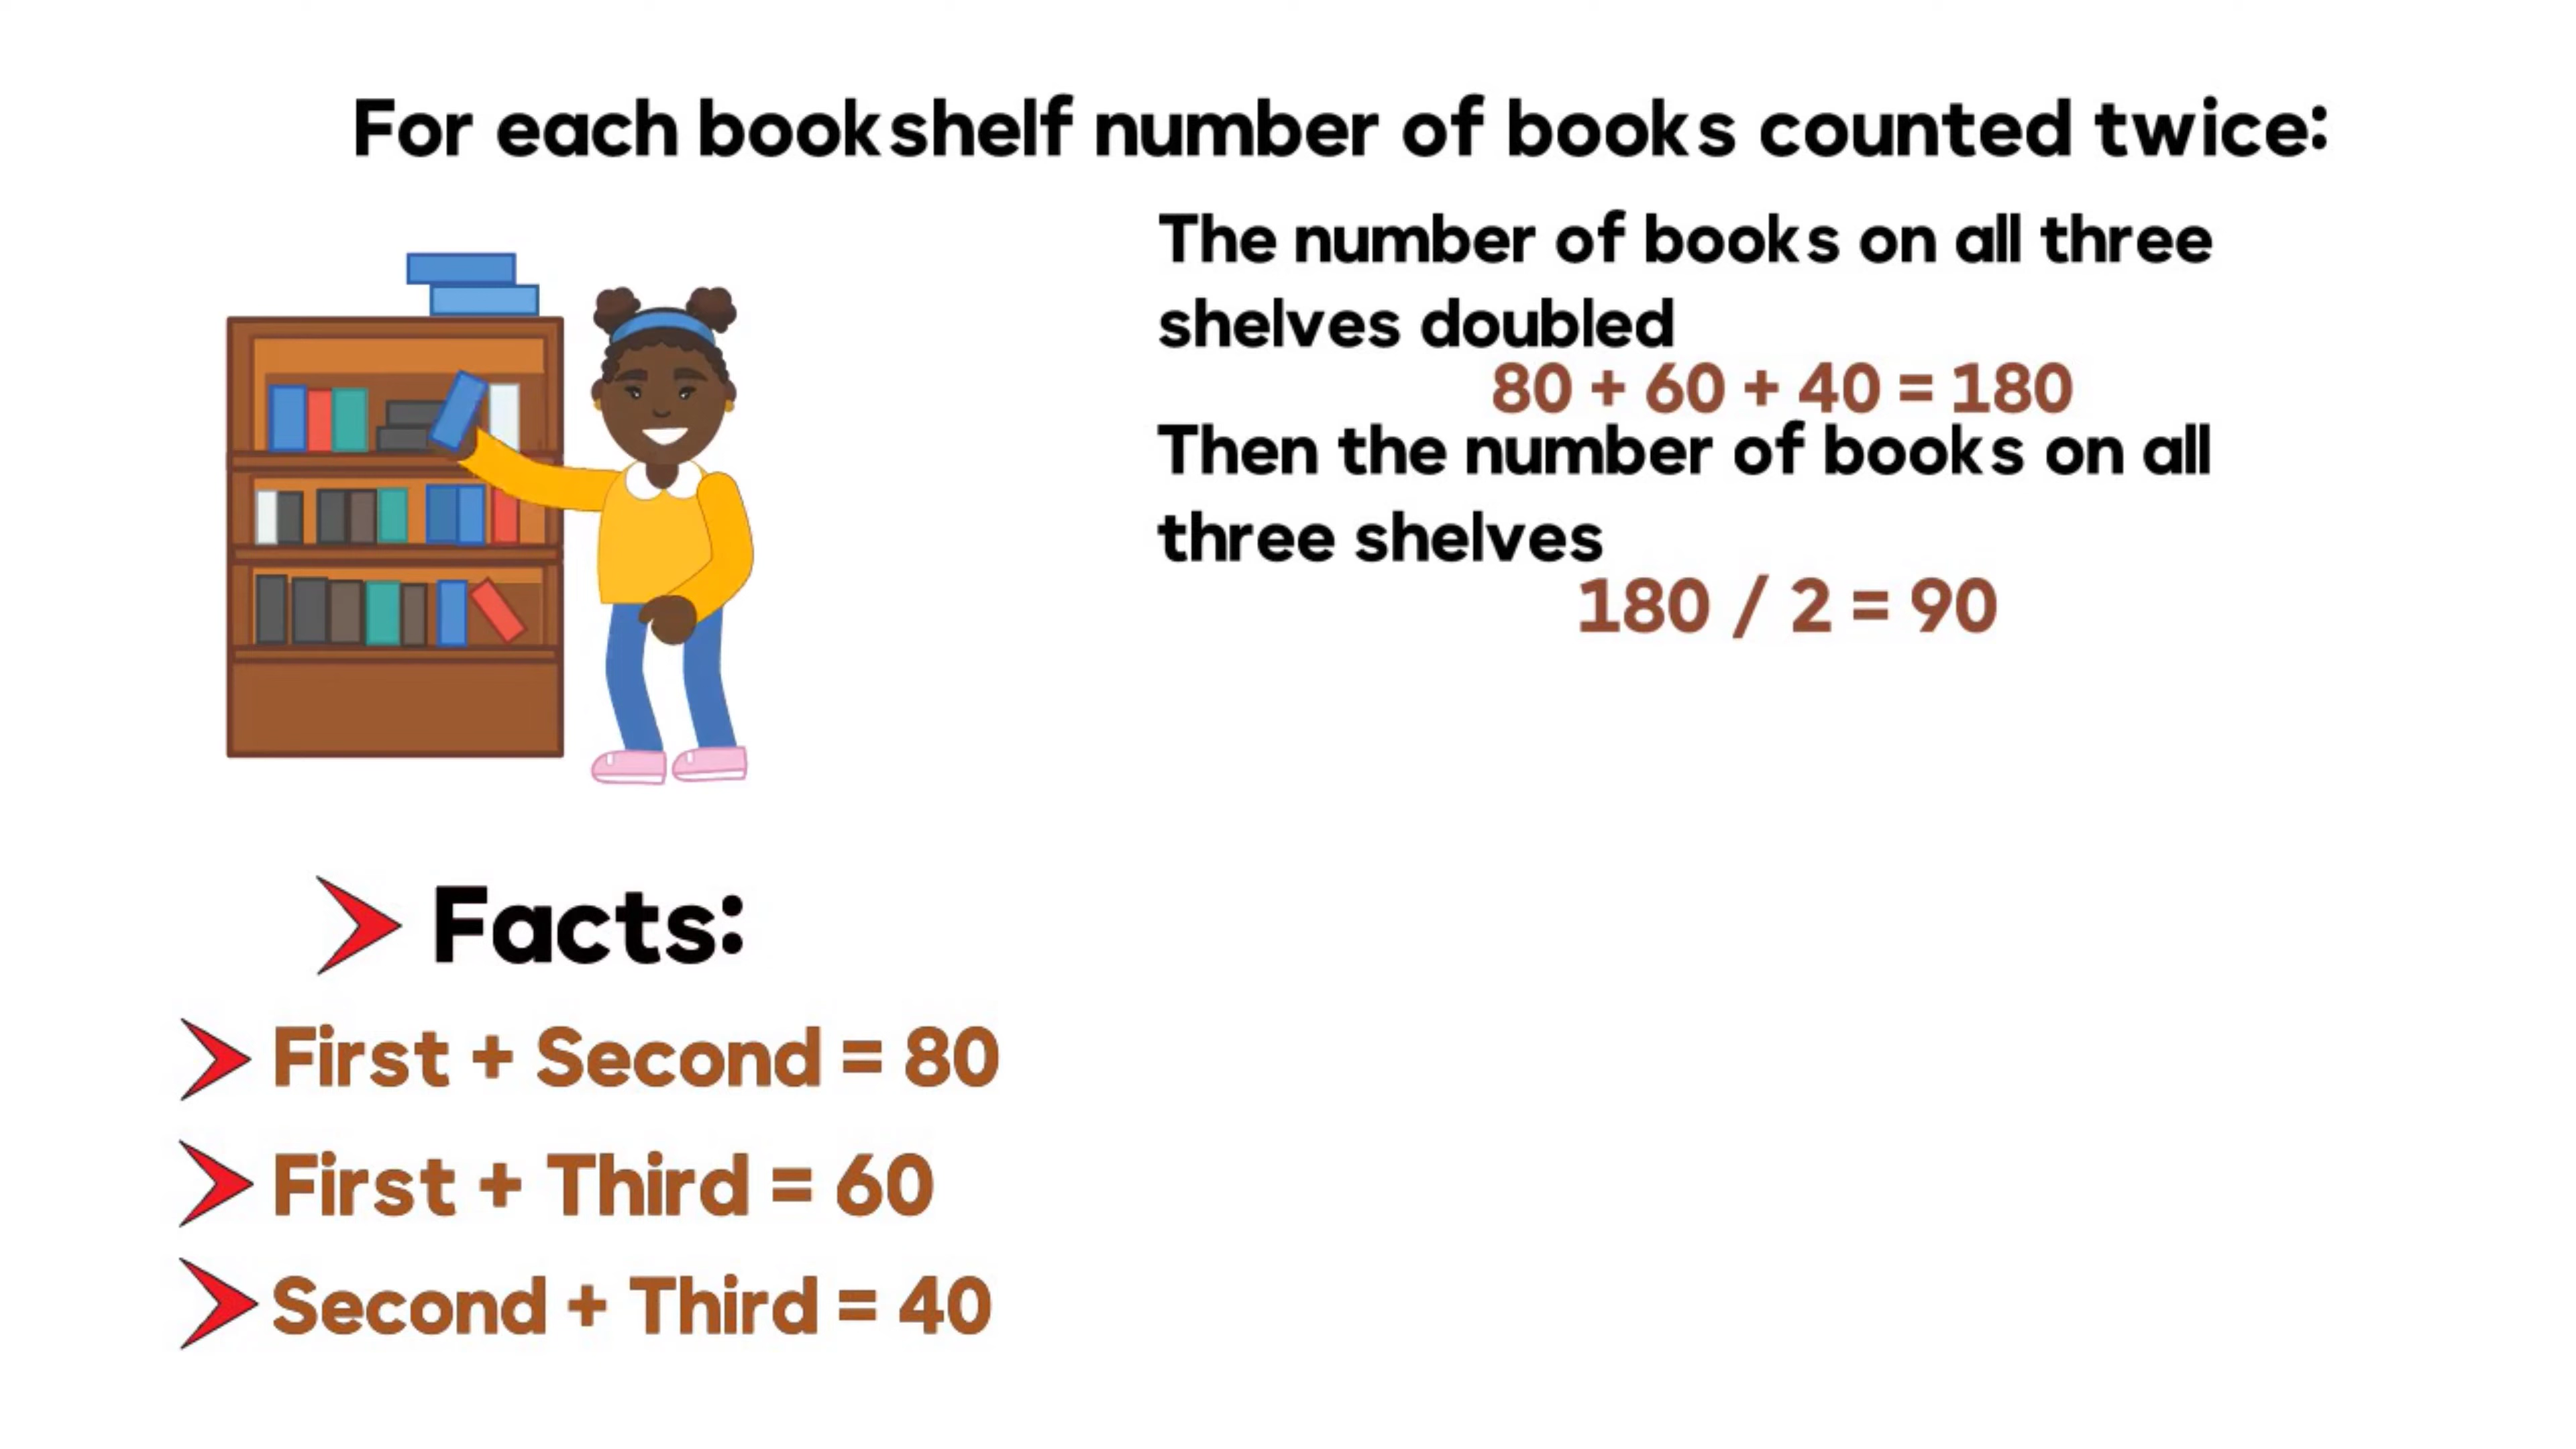 For each bookshelf number of books counted twice:
The number of books on all three
shelves doubled
80 + 60 + 40 = 180
Then the number of books on all
three shelves
180 / 2 = 90
Facts:
First + Second = 80
First + Third = 60
Second + Third = 40